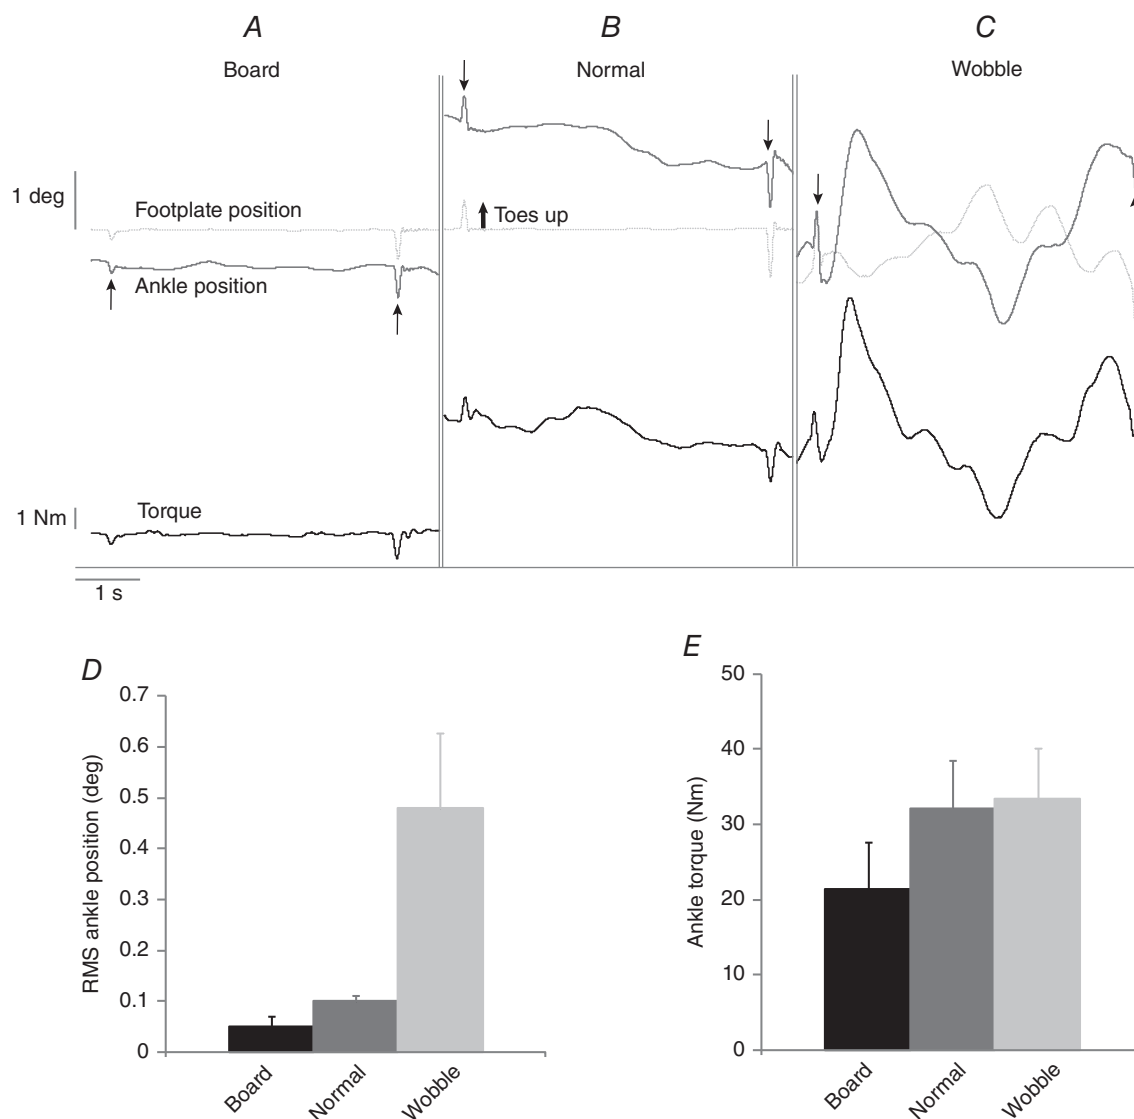 A
B
C
Board
Normal
Wobble
1 deg
Footplate position
Toes up
Ankle position
1 Nm
Torque
1 s
D
RMS ankle position (deg)
0.7
0.6
0.5
0.4
0.3
0.2
0.1
0
Board
Normal
Wobble
E
Ankle torque (Nm)
50
40
30
20
10
0
Board
Normal
Wobble